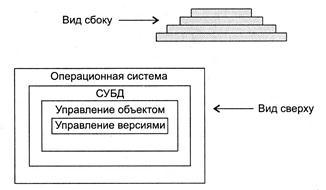 Вид сбоку
Операционная система
СУБД
Управление объектом
Управление версиями
Вид сверху